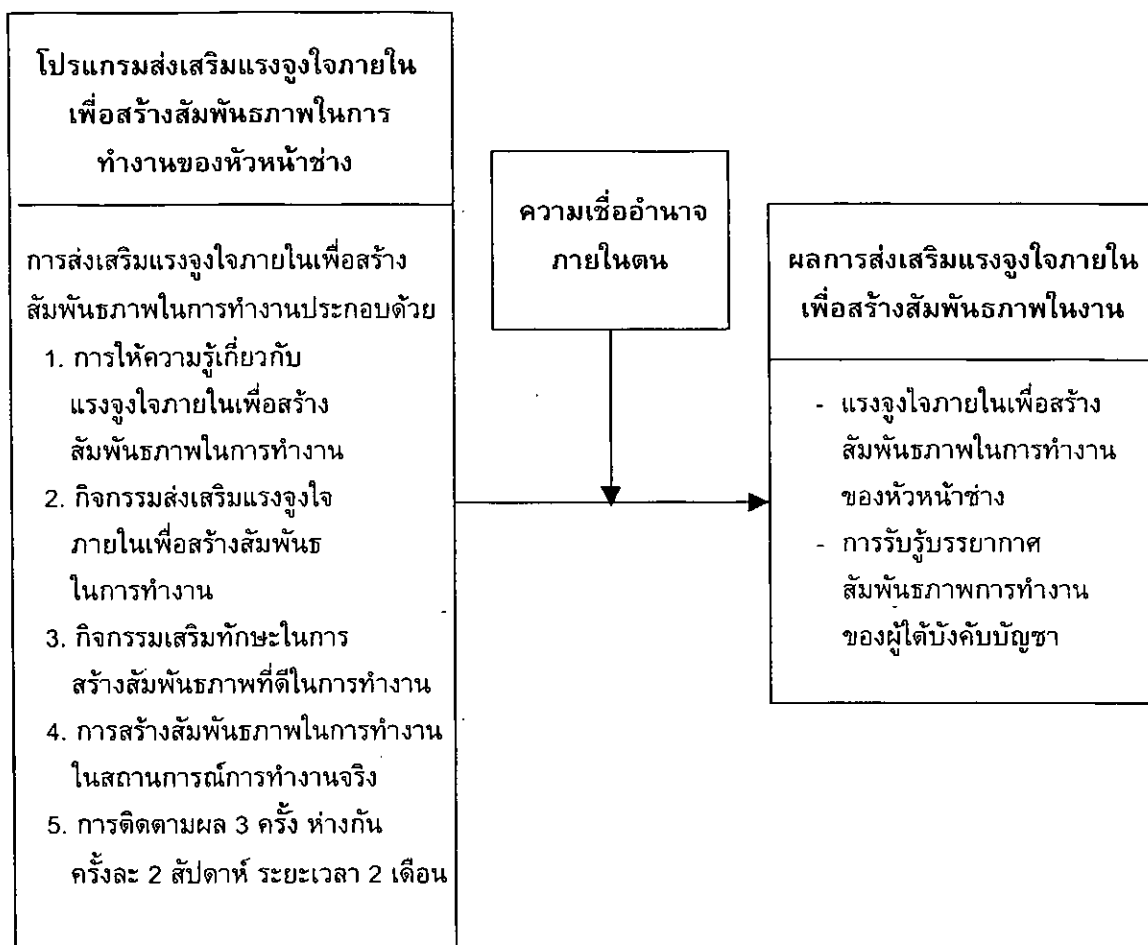 โปรแกรมส่งเสริมแรงจูงใจภายใน
เพื่อสร้างสัมพันธภาพในการ
ทำงานของหัวหน้าช่าง
การส่งเสริมแรงจูงใจภายในเพื่อสร้าง
สัมพันธภาพในการทำงานประกอบด้วย
1. การให้ความรู้เกี่ยวกับ
แรงจูงใจภายในเพื่อสร้าง
สัมพันธภาพในการทำงาน
2. กิจกรรมส่งเสริมแรงจูงใจ
ภายในเพื่อสร้างสัมพันธ
ในการทำงาน
3. กิจกรรมเสริมทักษะในการ
สร้างสัมพันธภาพที่ดีในการทำงาน
4. การสร้างสัมพันธภาพในการทำงาน
ในสถานการณ์การทำงานจริง
5. การติดตามผล 3 ครั้ง ห่างกัน
ครั้งละ 2 สัปดาห์ ระยะเวลา 2 เดือน
ความเชื่ออำนาจ
ภายในตน
ผลการส่งเสริมแรงจูงใจภายใน
เพื่อสร้างสัมพันธภาพในงาน
- แรงจูงใจภายในเพื่อสร้าง
สัมพันธภาพในการทำงาน
ของหัวหน้าช่าง
- การรับรู้บรรยากาศ
สัมพันธภาพการทำงาน
ของผู้ใต้บังคับบัญชา